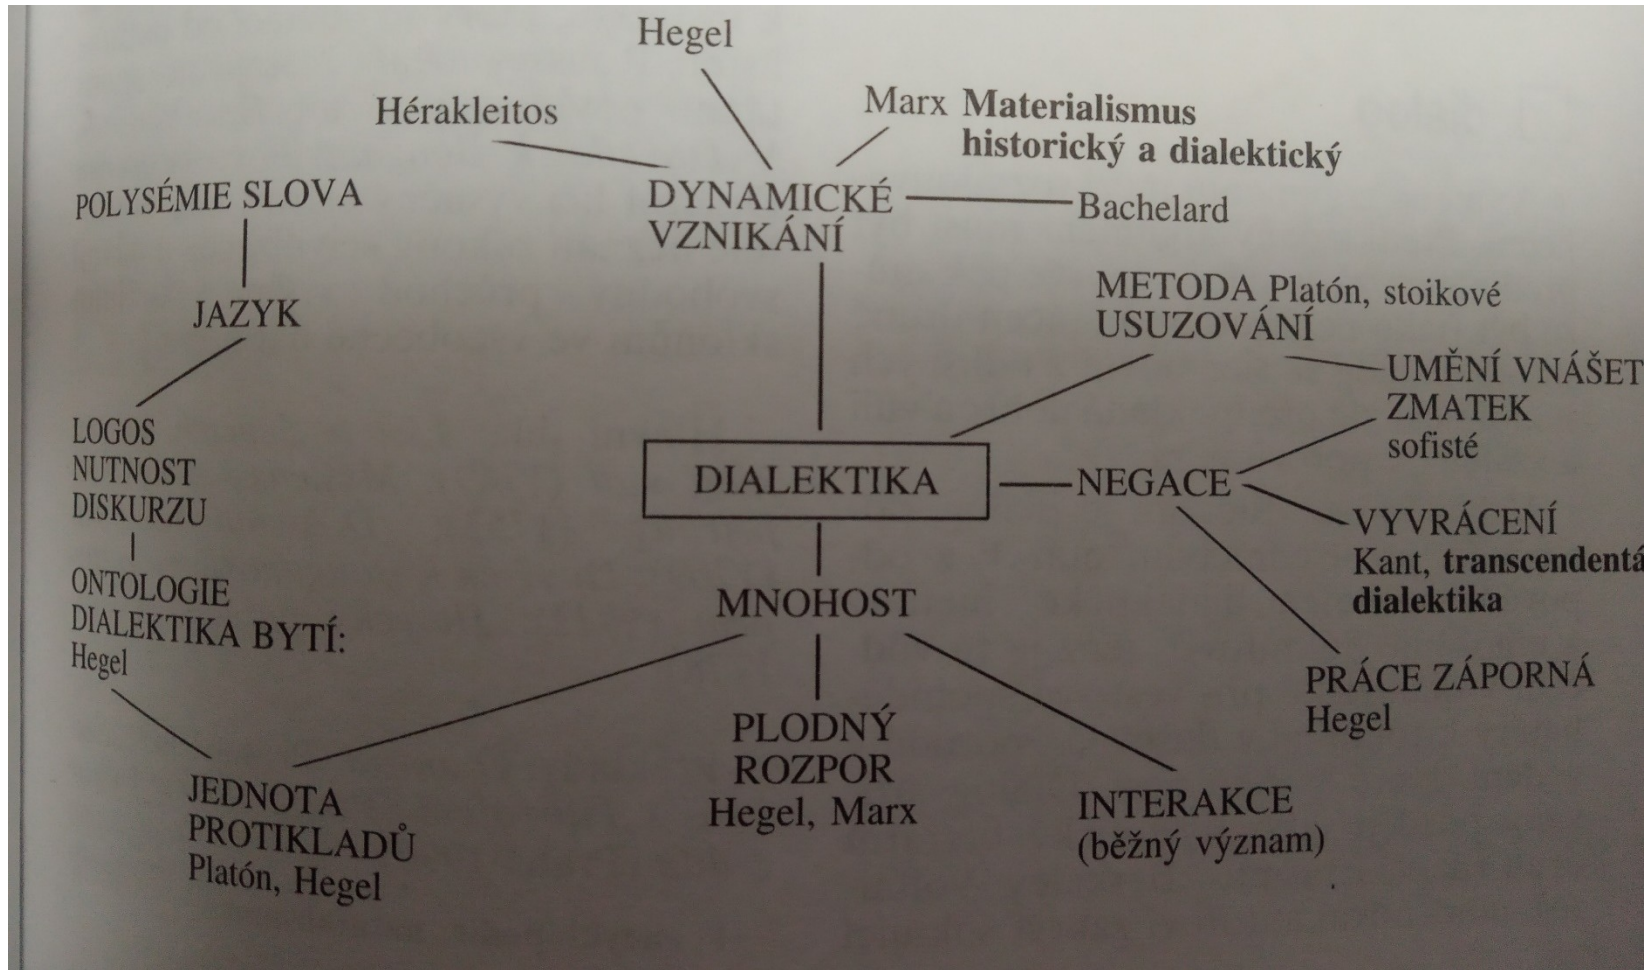 Hegel
Hérakleitos
Marx Materialismus
historický a dialektický
POLYSÉMIE SLOVA
DYNAMICKÉ
VZNIKÁNÍ
Bachelard
JAZYK
METODA Platón, stoikové
USUZOVÁNÍ
UMĚNÍ VNÁŠET
ZMATEK
sofisté
LOGOS
NUTNOST
DISKURZU
DIALEKTIKA
NEGACE
VYVRÁCENÍ
Kant, transcendentá
dialektika
ONTOLOGIE
DIALEKTIKA BYTÍ:
Hegel
MNOHOST
PRÁCE ZÁPORNÁ
Hegel
JEDNOTA
PROTIKLADŮ
Platón, Hegel
PLODNÝ
ROZPOR
Hegel, Marx
INTERAKCE
(běžný význam)